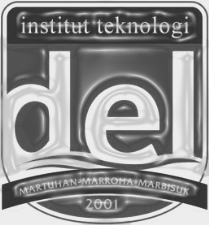 institut teknologi
del
MARTUHAN-MARROHA-MARBISUK
2001